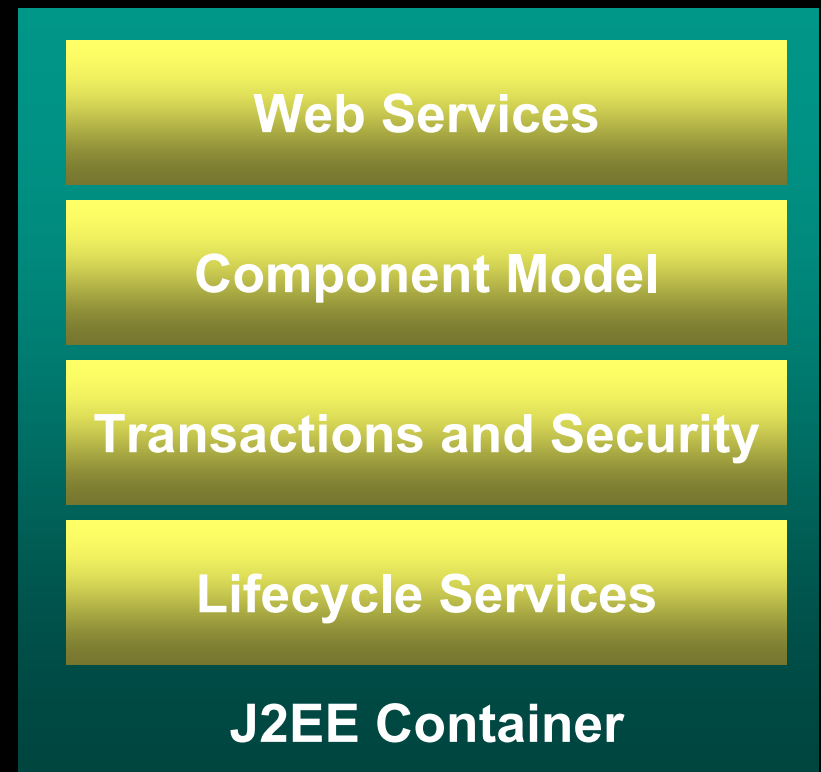 Web Services
Component Model
Transactions and Security
Lifecycle Services
J2EE Container